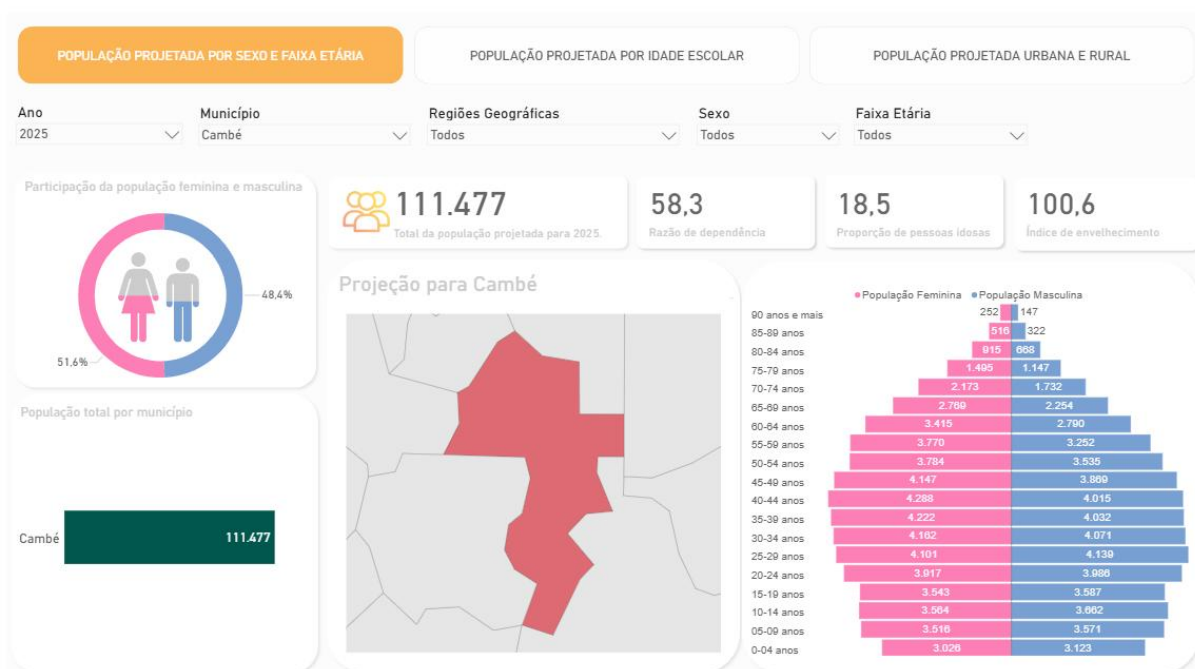 POPULAÇÃO PROJETADA POR SEXO E FAIXA ETÁRIA
POPULAÇÃO PROJETADA POR IDADE ESCOLAR
POPULAÇÃO PROJETADA URBANA E RURAL
Ano
2025
Município
Cambé
Regiões Geográficas
Todos
Sexo
Todos
Faixa Etária
Todos
Participação da população feminina e masculina
48,4%
51,6%
111.477
Total da população projetada para 2025.
58,3
Razão de dependência
18,5
Proporção de pessoas idosas
100,6
Índice de envelhecimento
População total por município
Cambé
111.477
Projeção para Cambé
População Feminina População Masculina
90 anos e mais 252 147
85-89 anos 516 322
80-84 anos 915 668
75-79 anos 1.495 1.147
70-74 anos 2.173 1.732
65-69 anos 2.769 2.254
60-64 anos 3.415 2.790
55-59 anos 3.770 3.252
50-54 anos 3.784 3.535
45-49 anos 4.147 3.869
40-44 anos 4.288 4.015
35-39 anos 4.222 4.032
30-34 anos 4.162 4.071
25-29 anos 4.101 4.139
20-24 anos 3.917 3.986
15-19 anos 3.543 3.587
10-14 anos 3.564 3.662
05-09 anos 3.516 3.571
0-04 anos 3.026 3.123